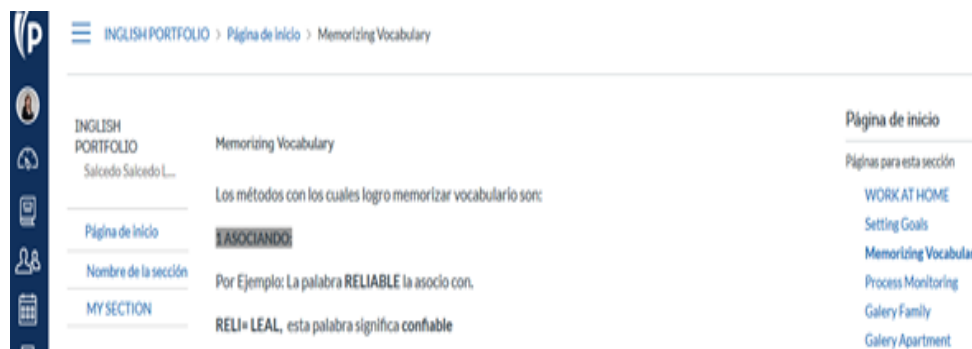 INGLISH PORTFOLIO > Página de inicio > Memorizing Vocabulary
INGLISH
PORTFOLIO
Salcedo Salcedo L...
Página de inicio
Nombre de la sección
MY SECTION
Memorizing Vocabulary
Los métodos con los cuales logro memorizar vocabulario son:
1 ASOCIANDO:
Por Ejemplo: La palabra RELIABLE la asocio con.
RELI= LEAL, esta palabra significa confiable
Página de inicio
Páginas para esta sección
WORK AT HOME
Setting Goals
Memorizing Vocabular
Process Monitoring
Galery Family
Galery Apartment